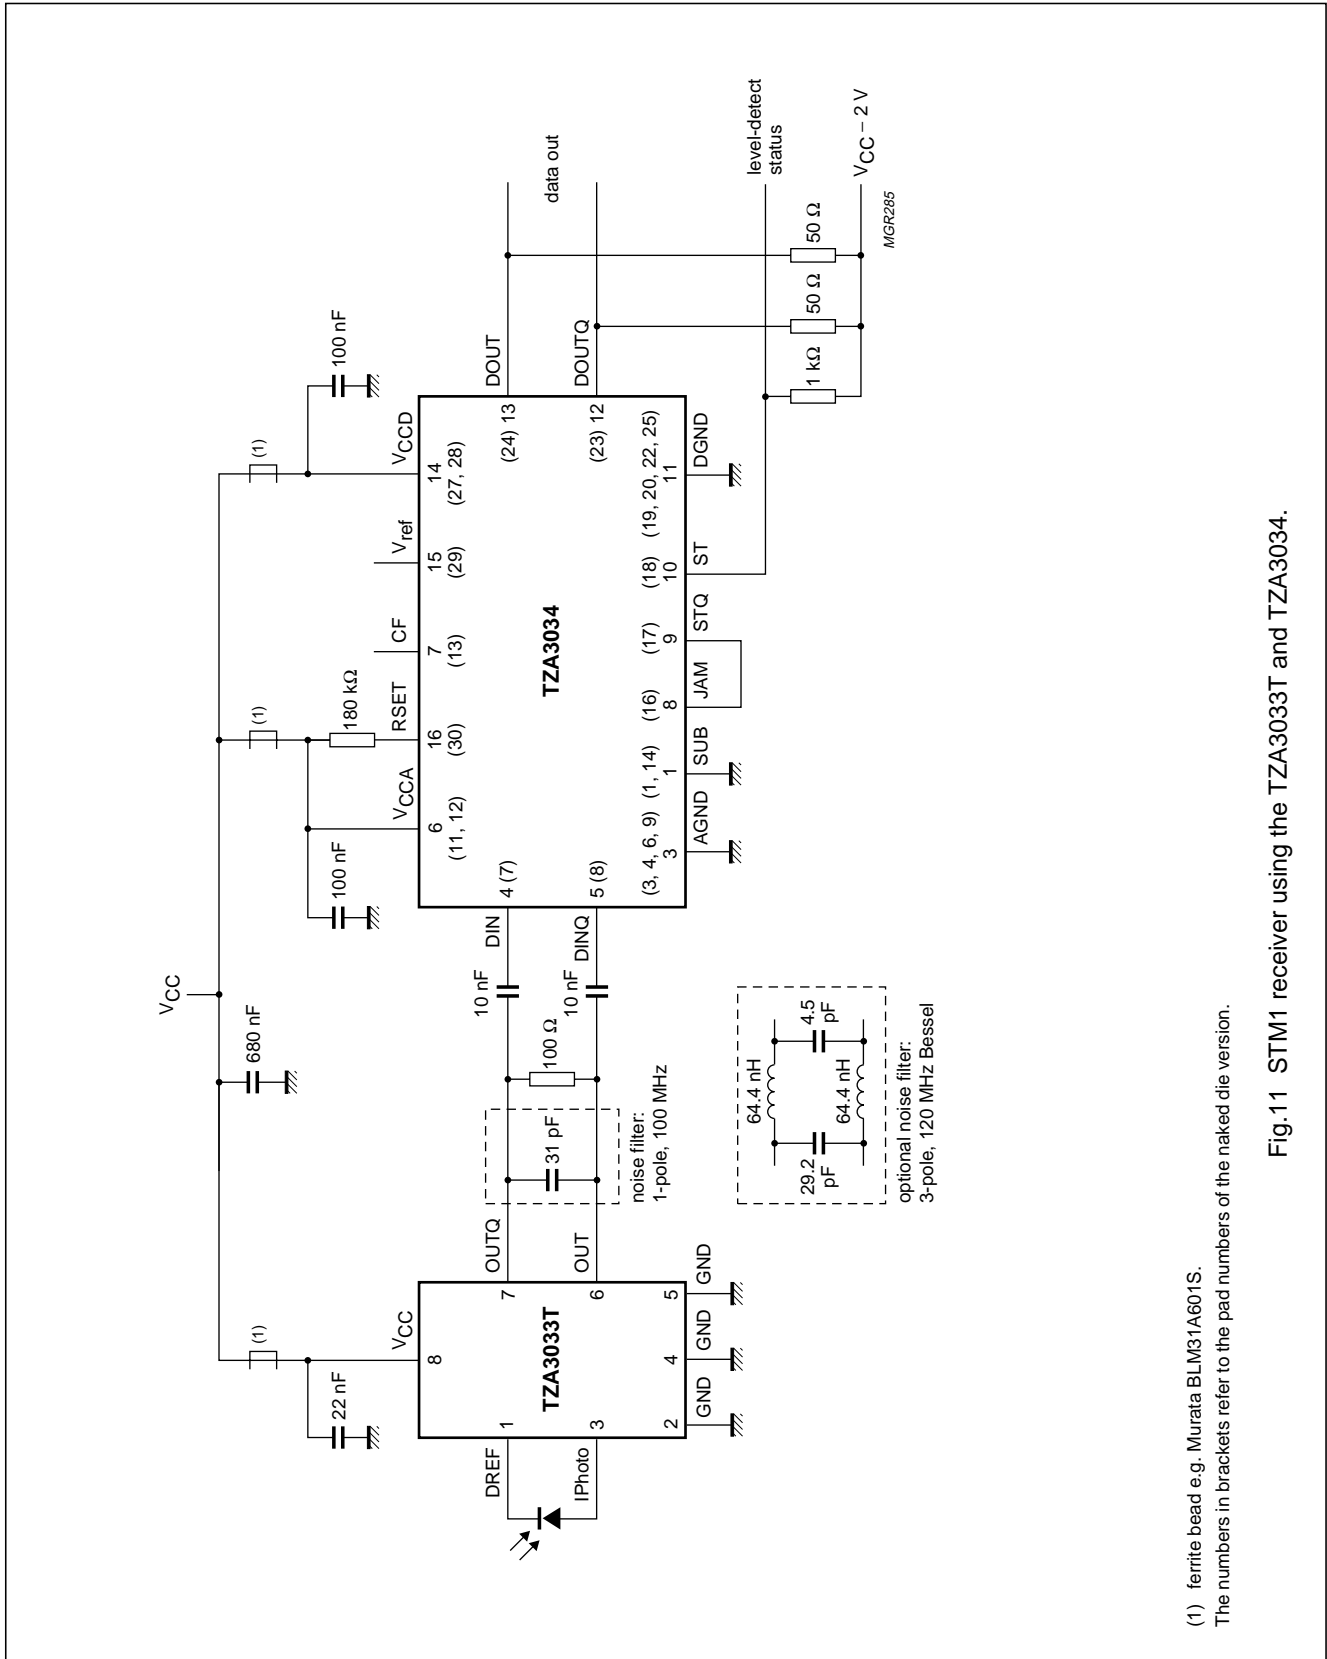 VCC
680 nF
(1)
(1)
(1)
22 nF
100 nF
180 kΩ
100 nF
VCC
VCCA
RSET
CF
Vref
VCCD
8
6
(11, 12)
16
(30)
7
(13)
15
(29)
14
(27, 28)
DREF
1
7
OUTQ
DIN
4 (7)
(24) 13
DOUT
data out
10 nF
31 pF
100 Ω
TZA3033T
TZA3034
IPhoto
3
6
OUT
10 nF
DINQ
5 (8)
(23) 12
DOUTQ
noise filter:
1-pole, 100 MHz
2
4
5
GND
GND
GND
(3, 4, 6, 9)
3
AGND
(1, 14)
1
SUB
(16)
8
JAM
(17)
9
STQ
(18)
10
ST
(19, 20, 22, 25)
11
DGND
level-detect
status
1 kΩ
50 Ω
50 Ω
VCC − 2 V
MGR285
64.4 nH
29.2
pF
4.5
pF
64.4 nH
optional noise filter:
3-pole, 120 MHz Bessel
(1) ferrite bead e.g. Murata BLM31A601S.
The numbers in brackets refer to the pad numbers of the naked die version.
Fig.11 STM1 receiver using the TZA3033T and TZA3034.